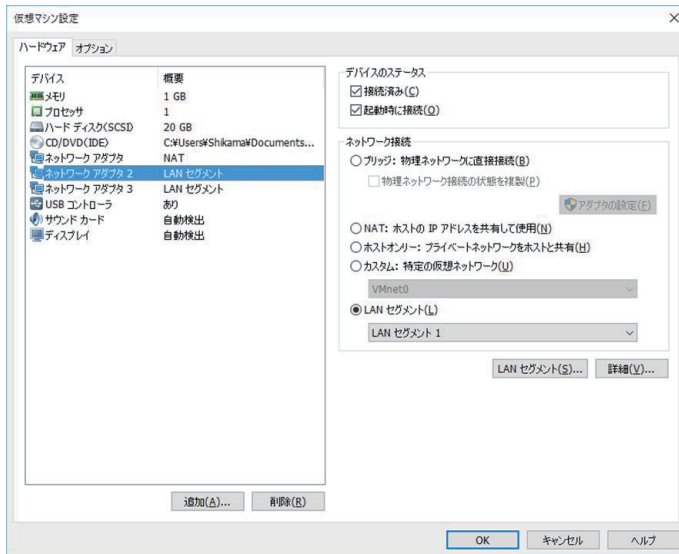 仮想マシン設定
ハードウェア オプション
デバイス 概要
メモリ 1 GB
プロセッサ 1
ハード ディスク(SCSI) 20 GB
CD/DVD(IDE) C:¥Users¥Shikama¥Documents...
ネットワーク アダプタ NAT
ネットワーク アダプタ 2 LAN セグメント
ネットワーク アダプタ 3 LAN セグメント
USB コントローラ あり
サウンド カード 自動検出
ディスプレイ 自動検出
追加(A)... 削除(R)
デバイスのステータス
接続済み(C)
起動時に接続(O)
ネットワーク接続
ブリッジ: 物理ネットワークに直接接続(B)
物理ネットワーク接続の状態を複製(P)
アダプタの設定(E)
NAT: ホストの IP アドレスを共有して使用(N)
ホストオンリー: プライベートネットワークをホストと共有(H)
カスタム: 特定の仮想ネットワーク(U)
VMnet0
LAN セグメント(L)
LAN セグメント 1
LAN セグメント(S)... 詳細(V)...
OK キャンセル ヘルプ